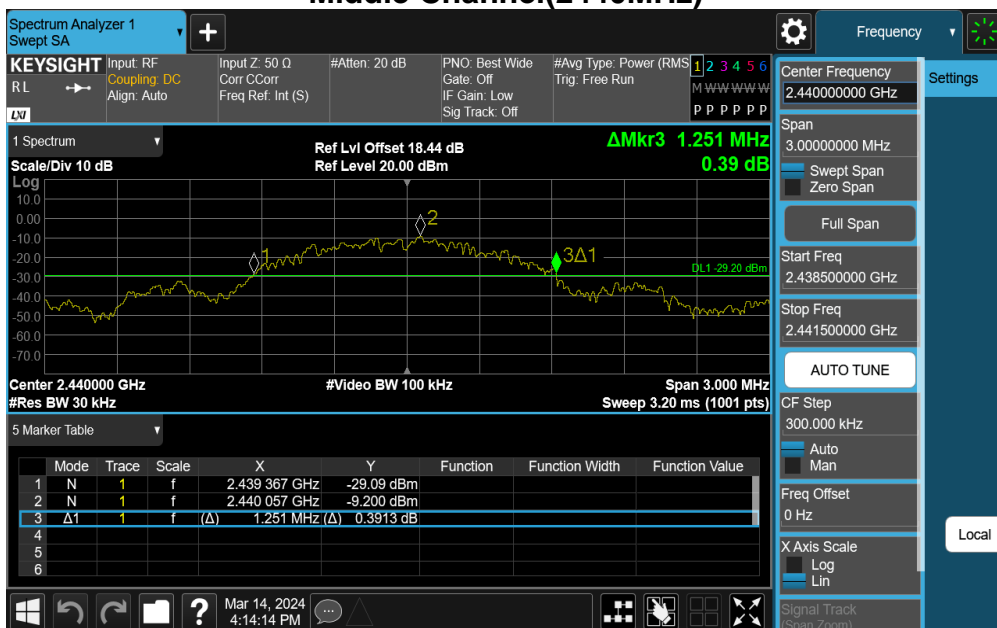 Middle Channel(2440MHz)
Spectrum Analyzer 1
Swept SA
+
Frequency
KEYSIGHT
RL
LXI
Input: RF
Coupling: DC
Align: Auto
Input Z: 50 Ω
Corr CCorr
Freq Ref: Int (S)
#Atten: 20 dB
PNO: Best Wide
Gate: Off
IF Gain: Low
Sig Track: Off
#Avg Type: Power (RMS
Trig: Free Run
1 2 3 4 5 6
M W W W W W
P P P P P P
1 Spectrum
Scale/Div 10 dB
Ref Lvl Offset 18.44 dB
Ref Level 20.00 dBm
ΔMkr3 1.251 MHz
0.39 dB
Log
10.0
0.00
-10.0
-20.0
-30.0
-40.0
-50.0
-60.0
-70.0
1
2
3Δ1
DL1 -29.20 dBm
Center 2.440000 GHz
#Video BW 100 kHz
Span 3.000 MHz
#Res BW 30 kHz
Sweep 3.20 ms (1001 pts)
5 Marker Table
Mode Trace Scale X Y Function Function Width Function Value
1 N 1 f 2.439 367 GHz -29.09 dBm
2 N 1 f 2.440 057 GHz -9.200 dBm
3 Δ1 1 f (Δ) 1.251 MHz (Δ) 0.3913 dB
4
5
6
Mar 14, 2024
4:14:14 PM
Center Frequency
2.440000000 GHz
Settings
Span
3.00000000 MHz
Swept Span
Zero Span
Full Span
Start Freq
2.438500000 GHz
Stop Freq
2.441500000 GHz
AUTO TUNE
CF Step
300.000 kHz
Auto
Man
Freq Offset
0 Hz
Local
X Axis Scale
Log
Lin
Signal Track
(Span Zoom)